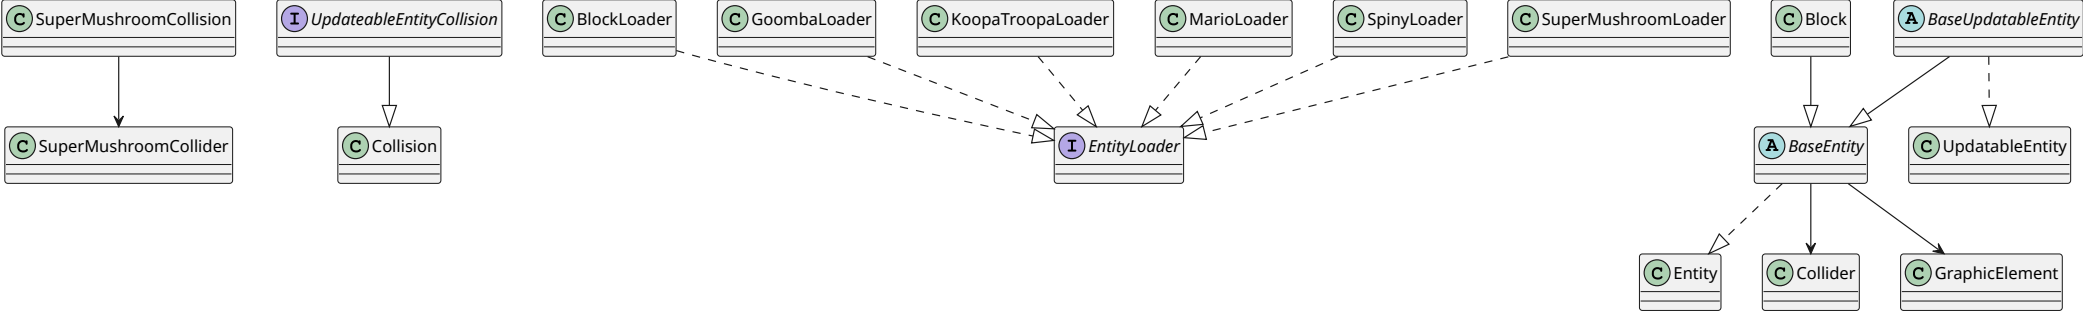 C SuperMushroomCollision
I UpdateableEntityCollision
C BlockLoader
C GoombaLoader
C KoopaTroopaLoader
C MarioLoader
C SpinyLoader
C SuperMushroomLoader
C Block
A BaseUpdatableEntity
C SuperMushroomCollider
C Collision
I EntityLoader
A BaseEntity
C UpdatableEntity
C Entity
C Collider
C GraphicElement